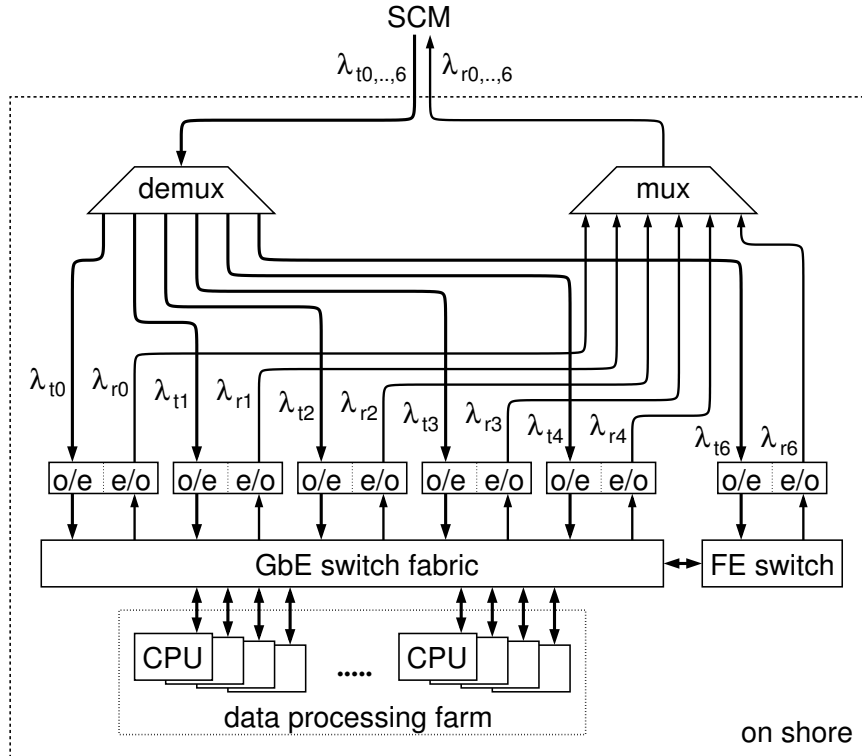 SCM
λt0,..,6 λr0,..,6
demux mux
λt0 λr0 λt1 λr1 λt2 λr2 λt3 λr3 λt4 λr4 λt6 λr6
o/e e/o o/e e/o o/e e/o o/e e/o o/e e/o o/e e/o
GbE switch fabric FE switch
CPU ..... CPU
data processing farm
on shore